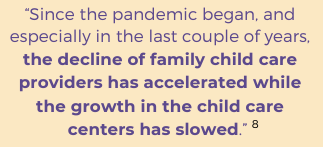 “Since the pandemic began, and
especially in the last couple of years,
the decline of family child care
providers has accelerated while
the growth in the child care
centers has slowed.” 8